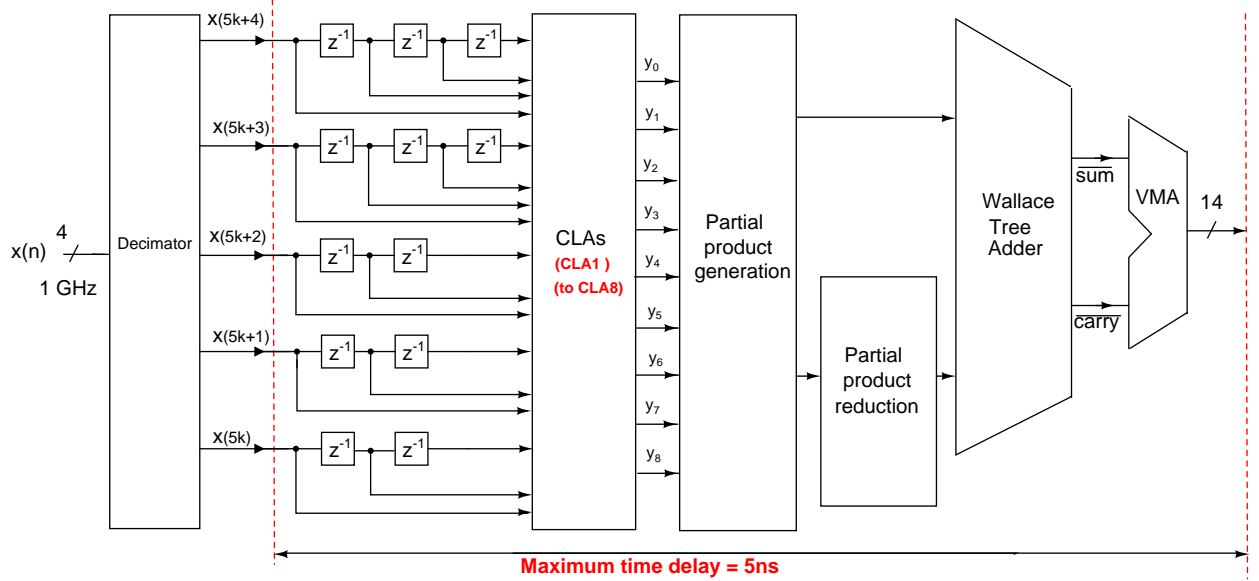 x(n)
4
1 GHz
Decimator
x(5k+4)
x(5k+3)
x(5k+2)
x(5k+1)
x(5k)
z⁻¹ z⁻¹ z⁻¹
z⁻¹ z⁻¹ z⁻¹
z⁻¹ z⁻¹
z⁻¹ z⁻¹
z⁻¹ z⁻¹
CLAs
(CLA1 )
(to CLA8)
y₀
y₁
y₂
y₃
y₄
y₅
y₆
y₇
y₈
Partial
product
generation
Partial
product
reduction
Wallace
Tree
Adder
sum
carry
VMA
14
Maximum time delay = 5ns